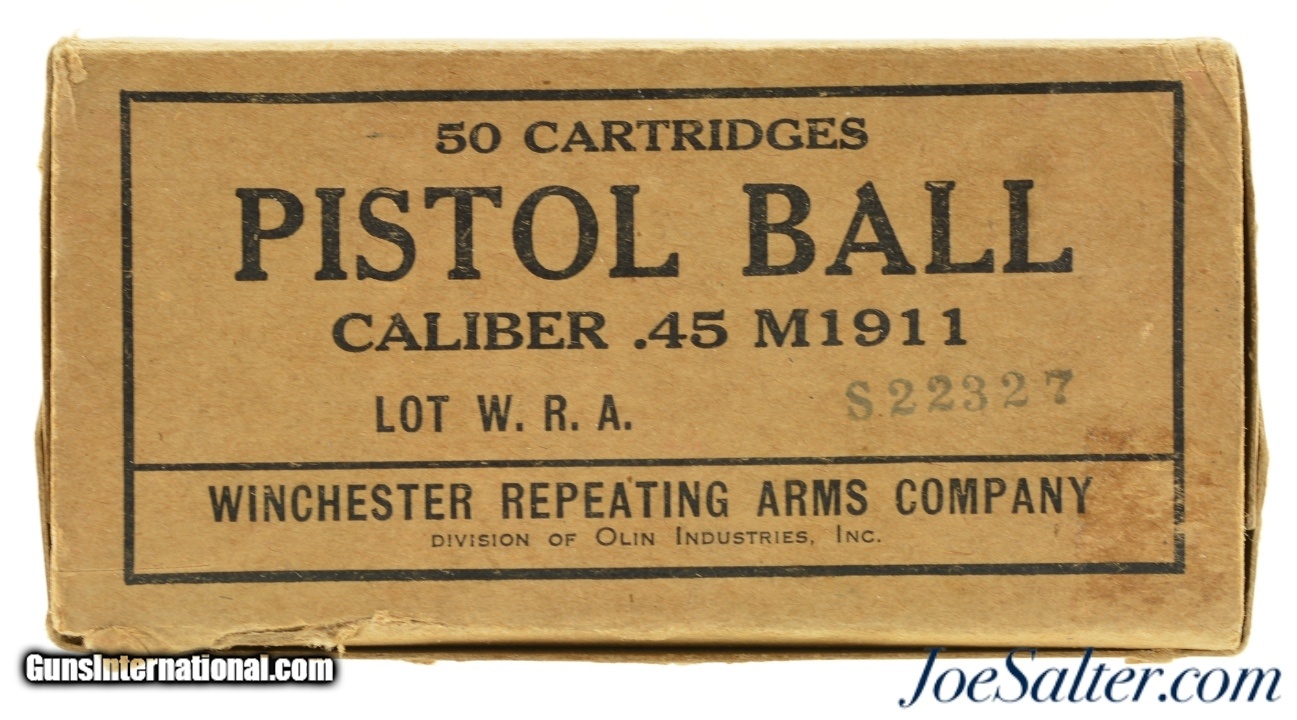 50 CARTRIDGES
PISTOL BALL
CALIBER .45 M1911
LOT W. R. A. S 22327
WINCHESTER REPEATING ARMS COMPANY
DIVISION OF OLIN INDUSTRIES, INC.
GunsInternational.com
JoeSalter.com